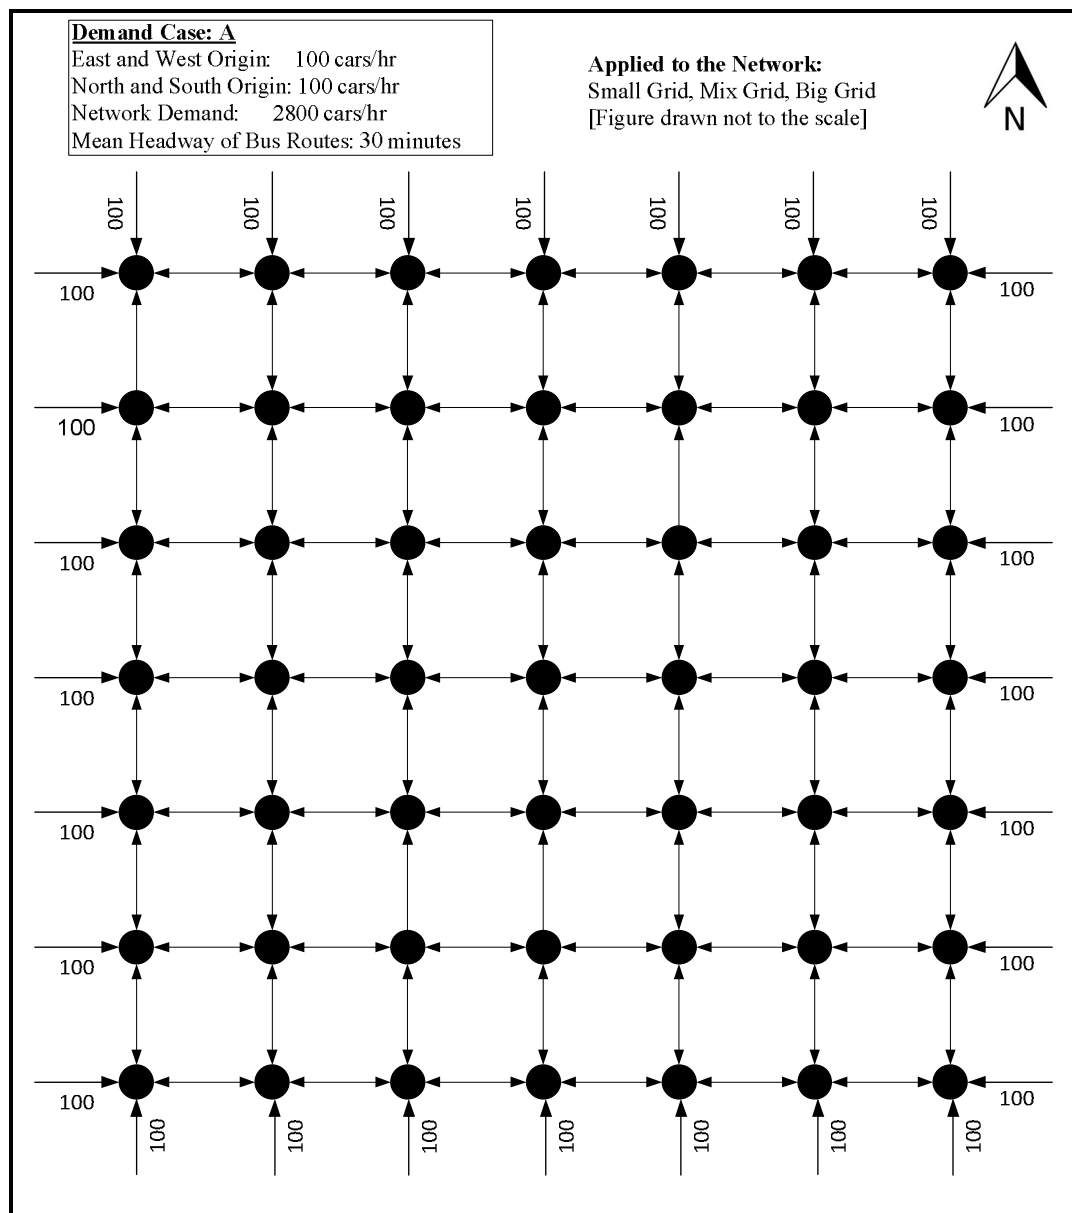 Demand Case: A
East and West Origin: 100 cars/hr
North and South Origin: 100 cars/hr
Network Demand: 2800 cars/hr
Mean Headway of Bus Routes: 30 minutes
Applied to the Network:
Small Grid, Mix Grid, Big Grid
[Figure drawn not to the scale]
N
100 100 100 100 100 100 100
100 100
100 100
100 100
100 100
100 100
100 100
100 100
100 100 100 100 100 100 100